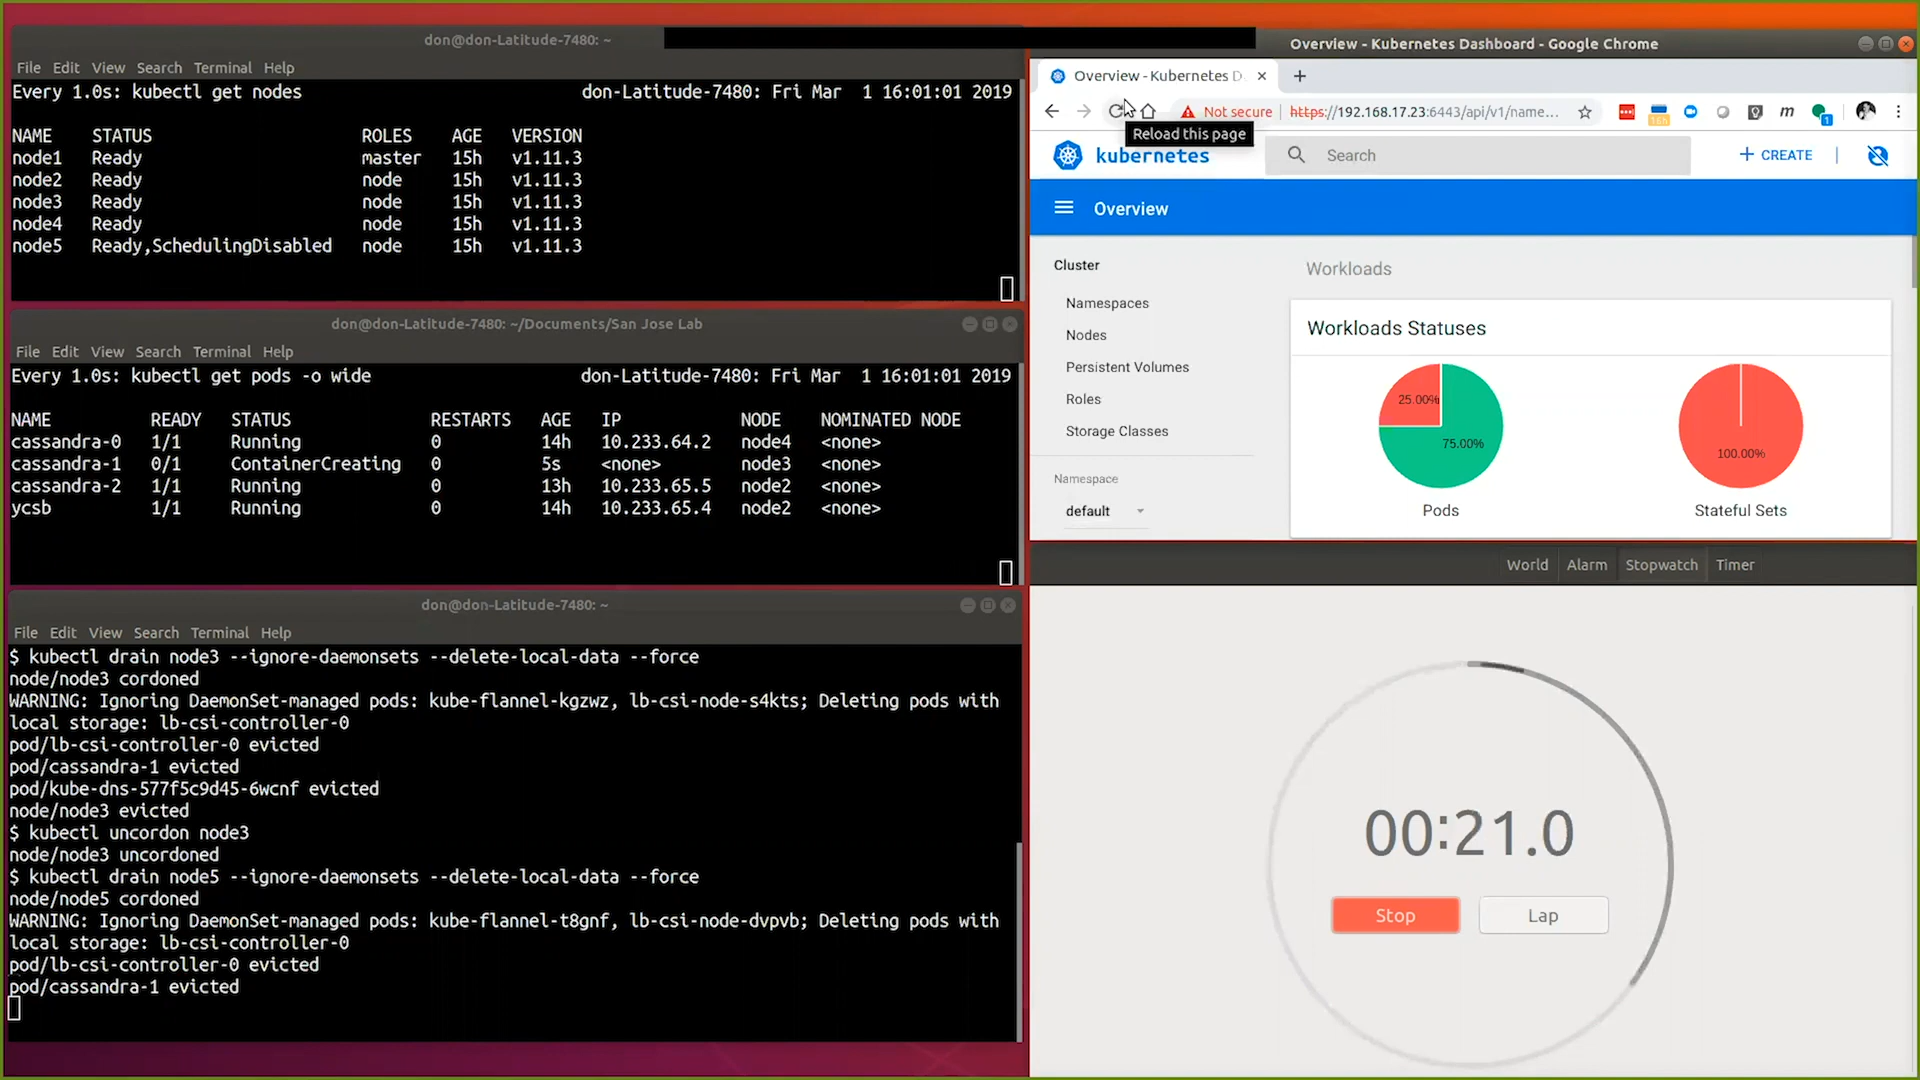 don@don-Latitude-7480: ~
File Edit View Search Terminal Help
Every 1.0s: kubectl get nodes don-Latitude-7480: Fri Mar 1 16:01:01 2019
NAME STATUS ROLES AGE VERSION
node1 Ready master 15h v1.11.3
node2 Ready node 15h v1.11.3
node3 Ready node 15h v1.11.3
node4 Ready node 15h v1.11.3
node5 Ready,SchedulingDisabled node 15h v1.11.3
don@don-Latitude-7480: ~/Documents/San Jose Lab
File Edit View Search Terminal Help
Every 1.0s: kubectl get pods -o wide don-Latitude-7480: Fri Mar 1 16:01:01 2019
NAME READY STATUS RESTARTS AGE IP NODE NOMINATED NODE
cassandra-0 1/1 Running 0 14h 10.233.64.2 node4 <none>
cassandra-1 0/1 ContainerCreating 0 5s <none> node3 <none>
cassandra-2 1/1 Running 0 13h 10.233.65.5 node2 <none>
ycsb 1/1 Running 0 14h 10.233.65.4 node2 <none>
don@don-Latitude-7480: ~
File Edit View Search Terminal Help
$ kubectl drain node3 --ignore-daemonsets --delete-local-data --force
node/node3 cordoned
WARNING: Ignoring DaemonSet-managed pods: kube-flannel-kgzwz, lb-csi-node-s4kts; Deleting pods with
local storage: lb-csi-controller-0
pod/lb-csi-controller-0 evicted
pod/cassandra-1 evicted
pod/kube-dns-577f5c9d45-6wcnf evicted
node/node3 evicted
$ kubectl uncordon node3
node/node3 uncordoned
$ kubectl drain node5 --ignore-daemonsets --delete-local-data --force
node/node5 cordoned
WARNING: Ignoring DaemonSet-managed pods: kube-flannel-t8gnf, lb-csi-node-dvpvb; Deleting pods with
local storage: lb-csi-controller-0
pod/lb-csi-controller-0 evicted
pod/cassandra-1 evicted
Overview - Kubernetes Dashboard - Google Chrome
Overview - Kubernetes D
Not secure https://192.168.17.23:6443/api/v1/name...
Reload this page
kubernetes
Search
+ CREATE
Overview
Cluster
Namespaces
Nodes
Persistent Volumes
Roles
Storage Classes
Namespace
default
Workloads
Workloads Statuses
25.00%
75.00%
100.00%
Pods
Stateful Sets
World Alarm Stopwatch Timer
00:21.0
Stop Lap